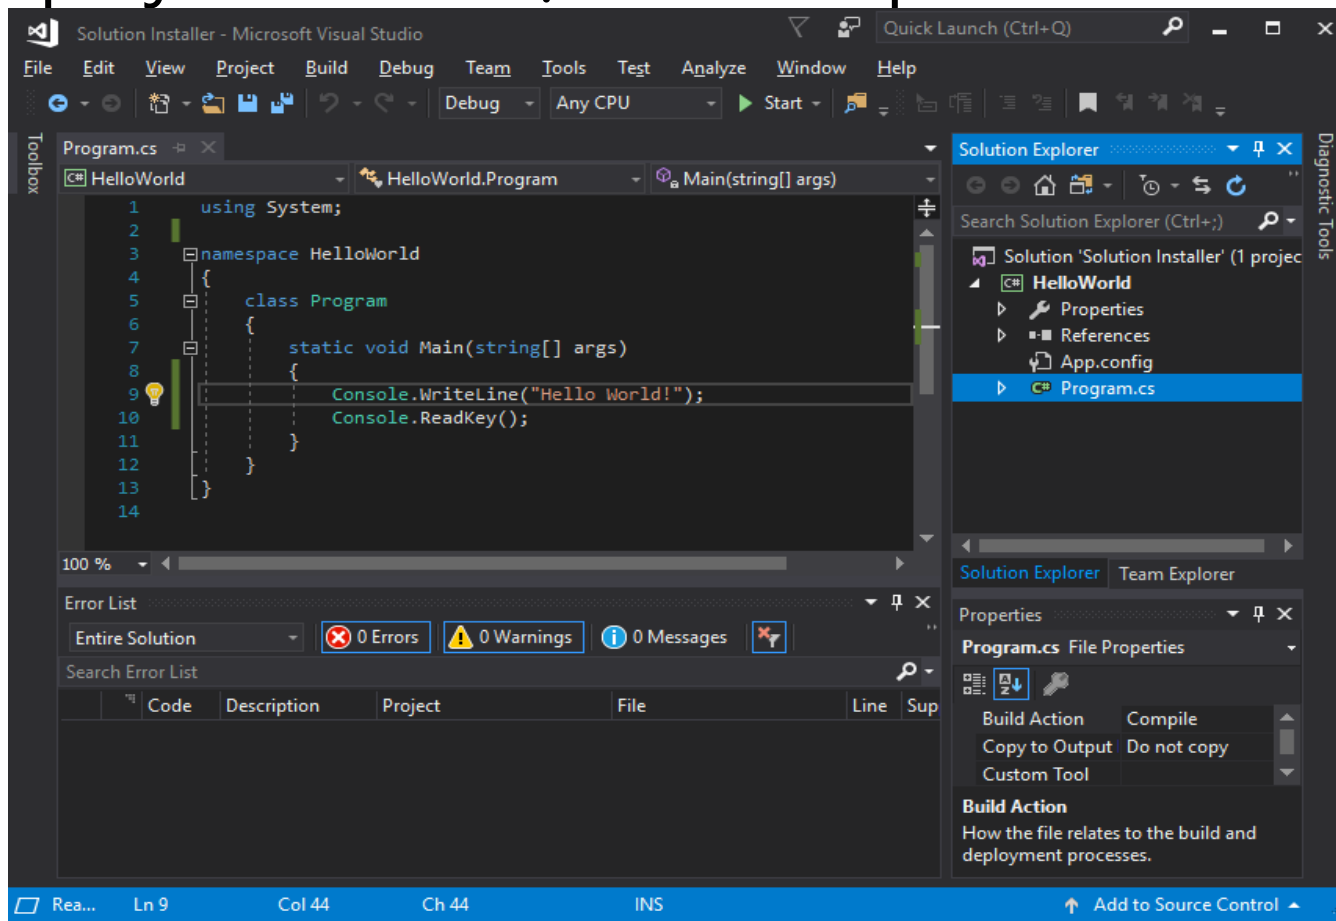 Solution Installer - Microsoft Visual Studio
Quick Launch (Ctrl+Q)
File Edit View Project Build Debug Team Tools Test Analyze Window Help
Debug Any CPU Start
Toolbox
Program.cs
C# HelloWorld HelloWorld.Program Main(string[] args)
1 using System;
2
3 namespace HelloWorld
4 {
5 class Program
6 {
7 static void Main(string[] args)
8 {
9 Console.WriteLine("Hello World!");
10 Console.ReadKey();
11 }
12 }
13 }
14
100 %
Error List
Entire Solution 0 Errors 0 Warnings 0 Messages
Search Error List
Code Description Project File Line Sup
Solution Explorer
Search Solution Explorer (Ctrl+;)
Solution 'Solution Installer' (1 projec
C# HelloWorld
Properties
References
App.config
C# Program.cs
Solution Explorer Team Explorer
Properties
Program.cs File Properties
Build Action Compile
Copy to Output Do not copy
Custom Tool
Build Action
How the file relates to the build and
deployment processes.
Diagnostic Tools
Rea... Ln 9 Col 44 Ch 44 INS Add to Source Control